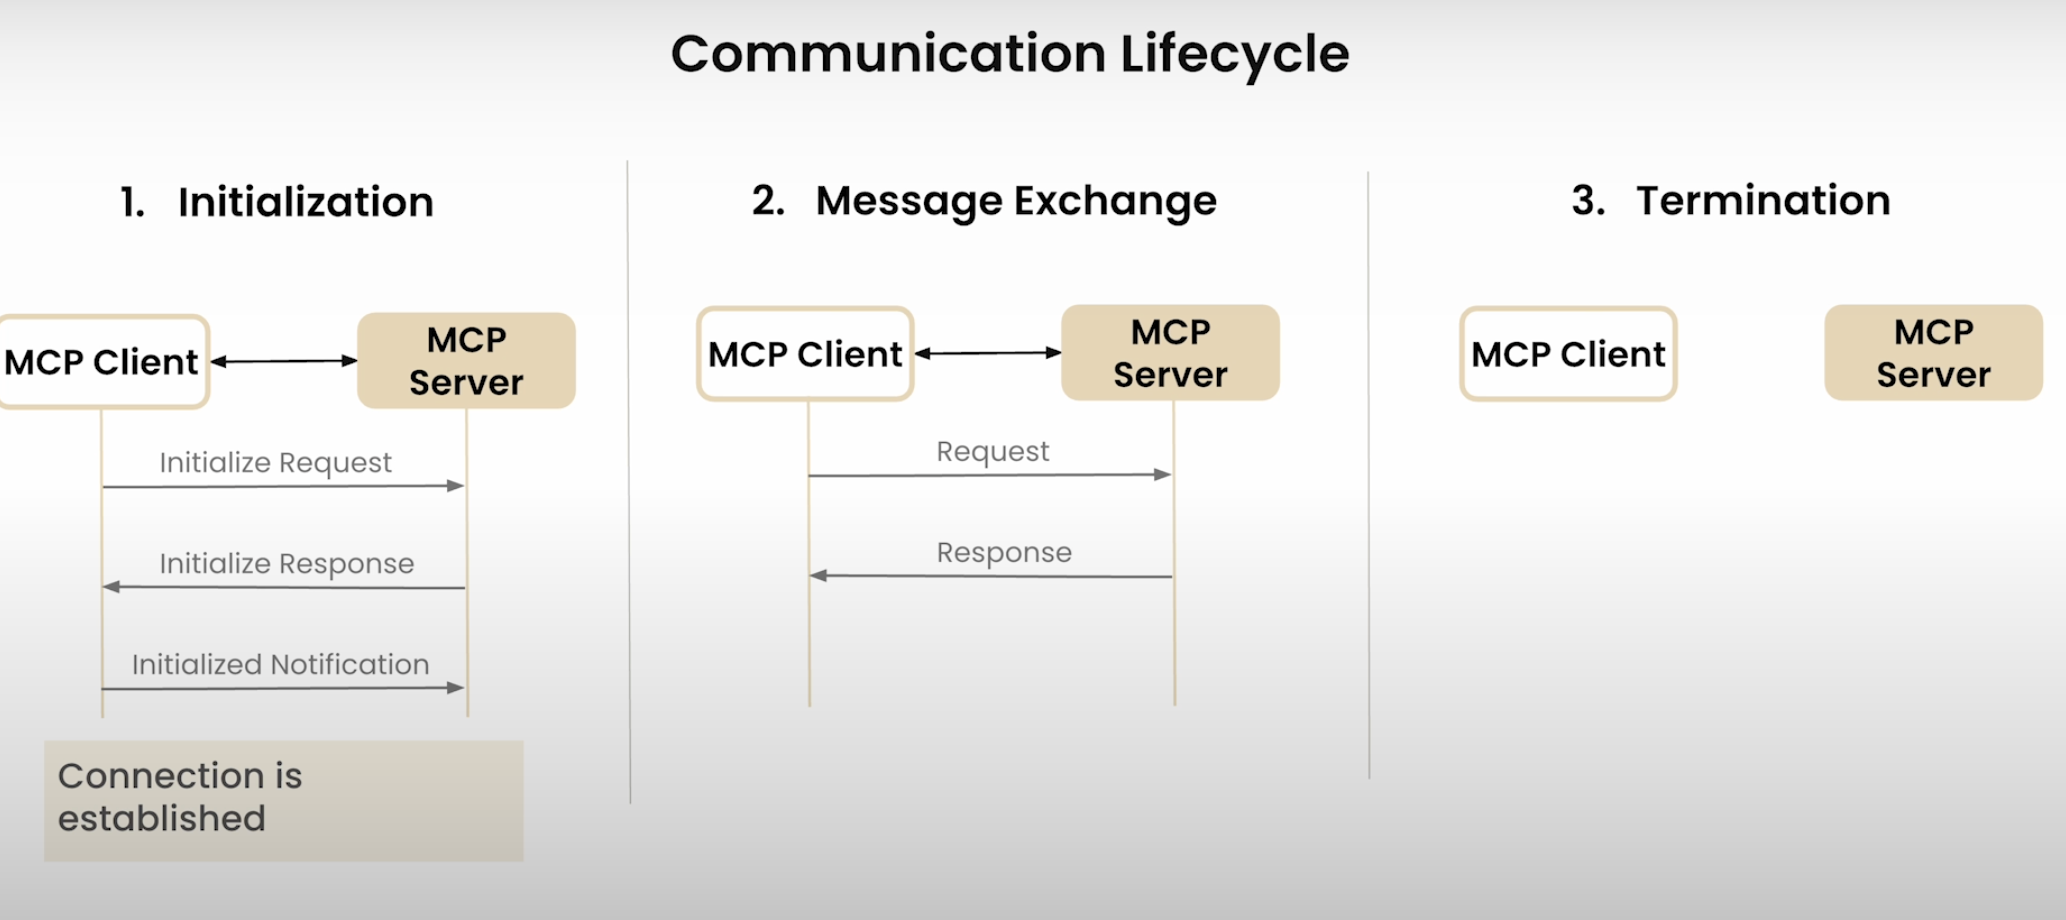 Communication Lifecycle
1. Initialization
MCP Client
MCP
Server
Initialize Request
Initialize Response
Initialized Notification
Connection is
established
2. Message Exchange
MCP Client
MCP
Server
Request
Response
3. Termination
MCP Client
MCP
Server